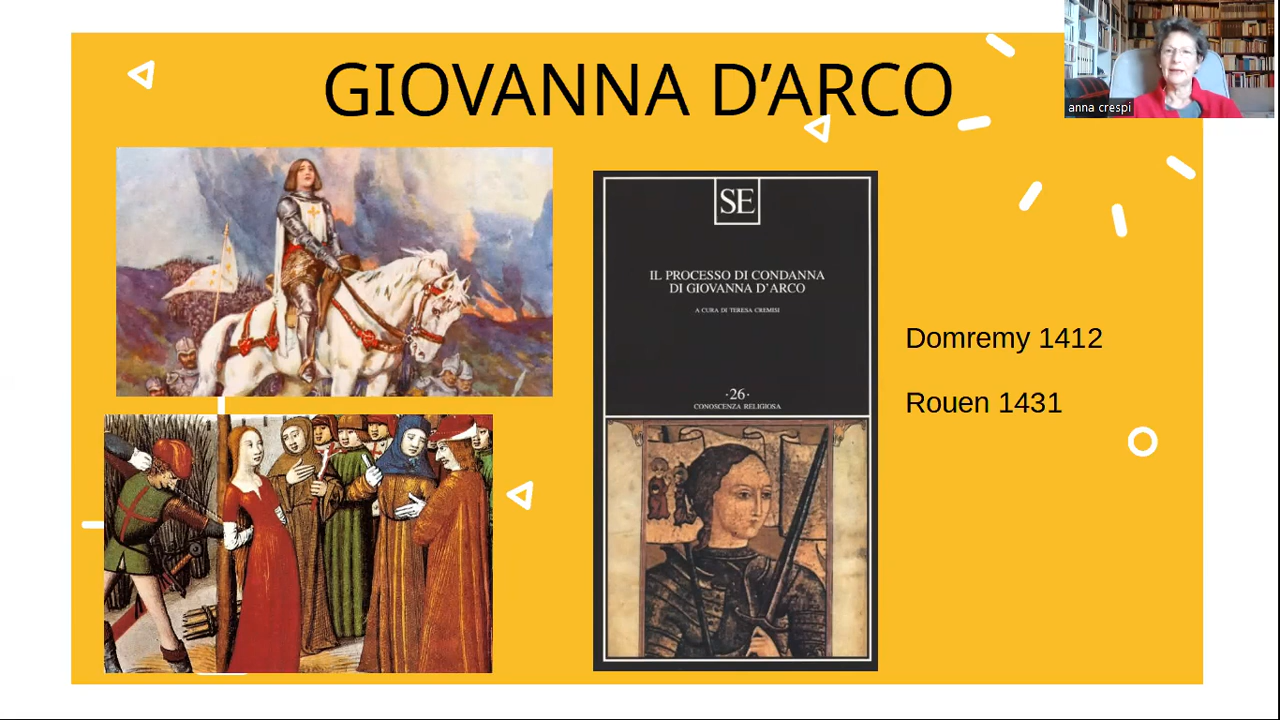 GIOVANNA D'ARCO
anna crespi
SE
IL PROCESSO DI CONDANNA
DI GIOVANNA D'ARCO
A CURA DI TERESA CREMISI
·26·
CONOSCENZA RELIGIOSA
Domremy 1412
Rouen 1431